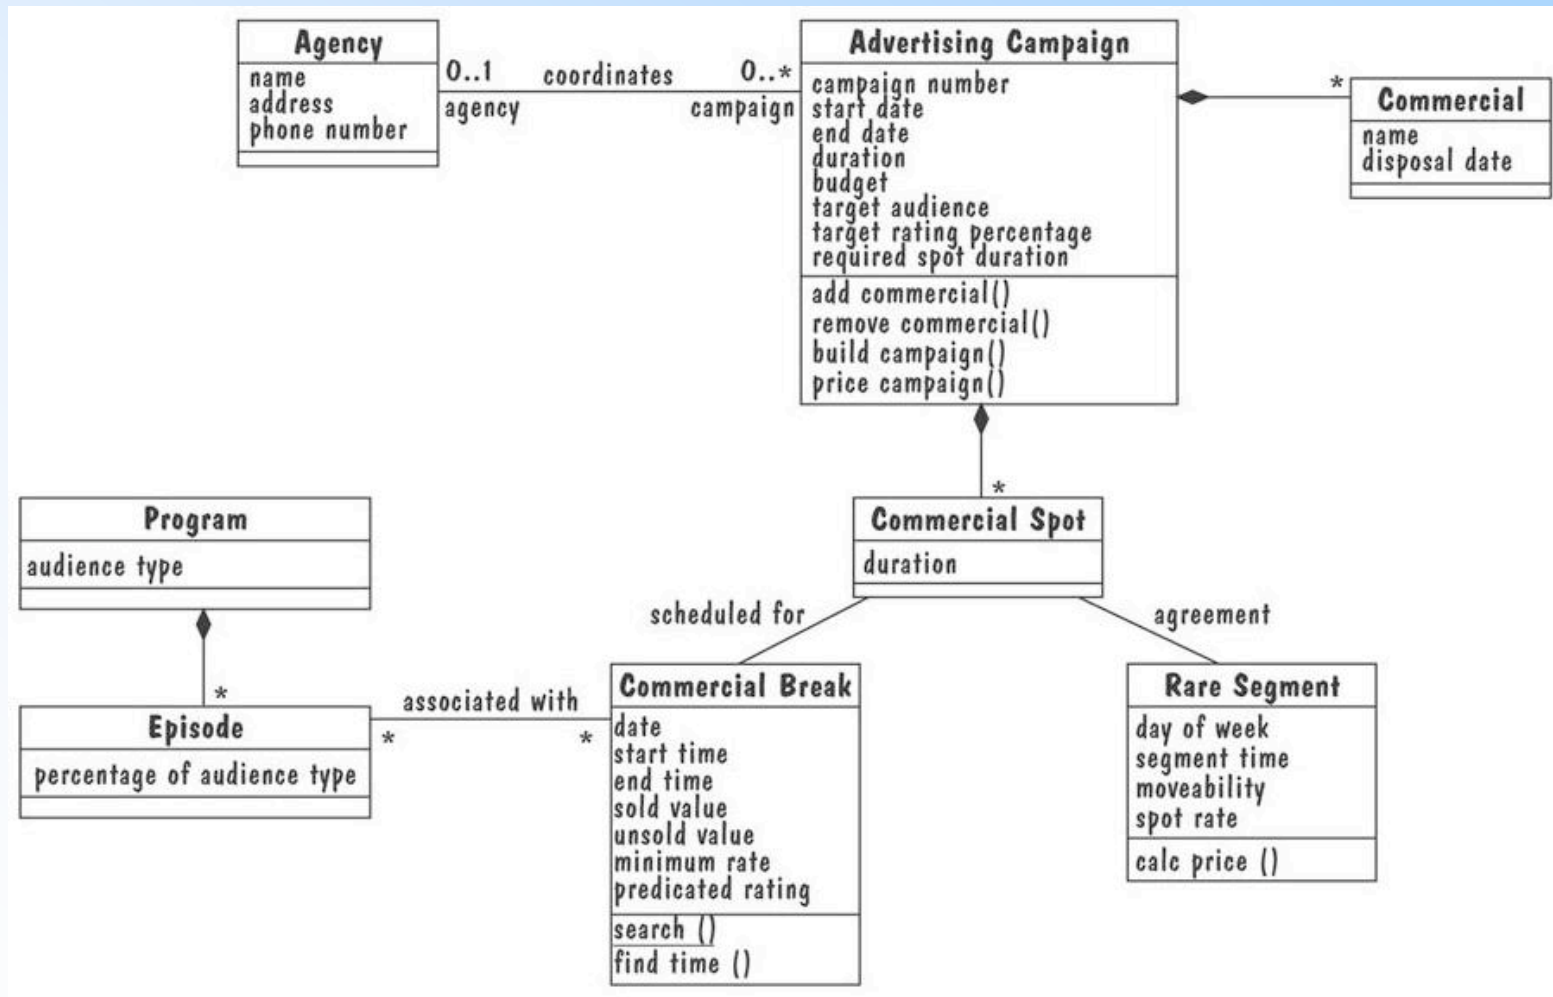 Agency
name
address
phone number
0..1
coordinates
0..*
agency
campaign
Advertising Campaign
campaign number
start date
end date
duration
budget
target audience
target rating percentage
required spot duration
add commercial()
remove commercial()
build campaign()
price campaign()
*
Commercial
name
disposal date
*
Program
audience type
*
Episode
percentage of audience type
associated with
*
*
Commercial Spot
duration
scheduled for
agreement
Commercial Break
date
start time
end time
sold value
unsold value
minimum rate
predicated rating
search ()
find time ()
Rare Segment
day of week
segment time
moveability
spot rate
calc price ()